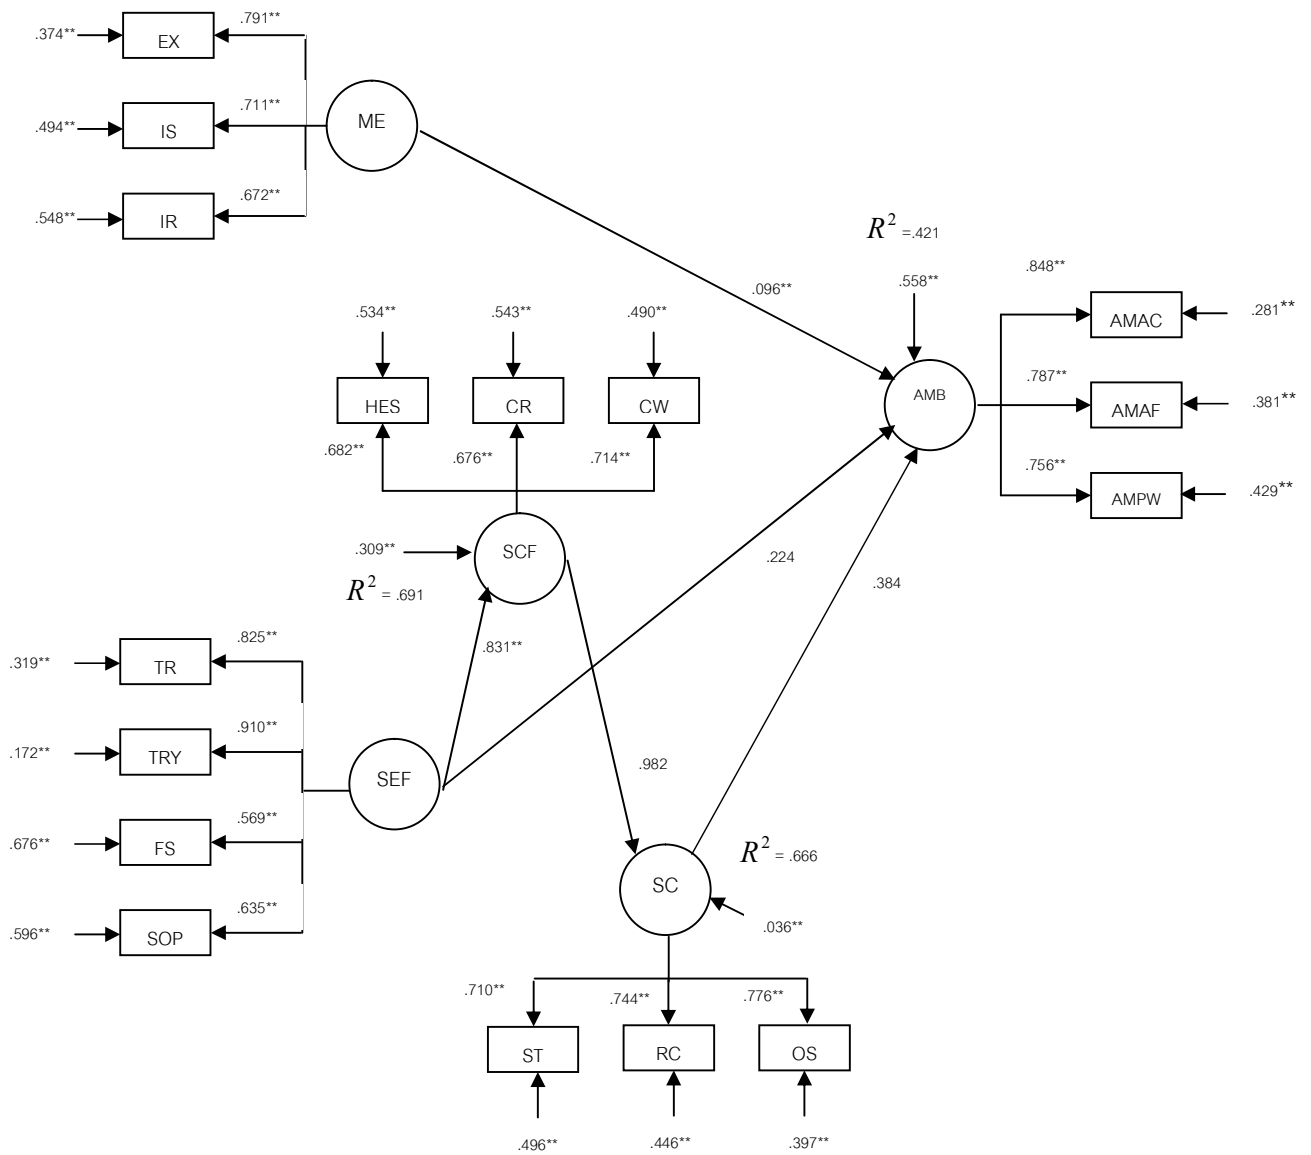 .791**
.374**
EX
.711**
ME
.494**
IS
.672**
.548**
IR
R² =.421
.848**
.558**
.096**
.281**
AMAC
.534**
.543**
.490**
.787**
AMB
.381**
AMAF
HES
CR
CW
.682**
.676**
.714**
.756**
.429**
AMPW
.309**
SCF
.224
R² = .691
.384
.831**
.825**
.319**
TR
.910**
.172**
TRY
.982
SEF
.569**
.676**
FS
R² = .666
SC
.635**
.596**
SOP
.036**
.710**
.744**
.776**
ST
RC
OS
.496**
.446**
.397**